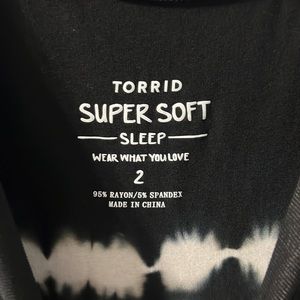 TORRID
SUPER SOFT
SLEEP
WEAR WHAT YOU LOVE
2
95% RAYON/5% SPANDEX
MADE IN CHINA